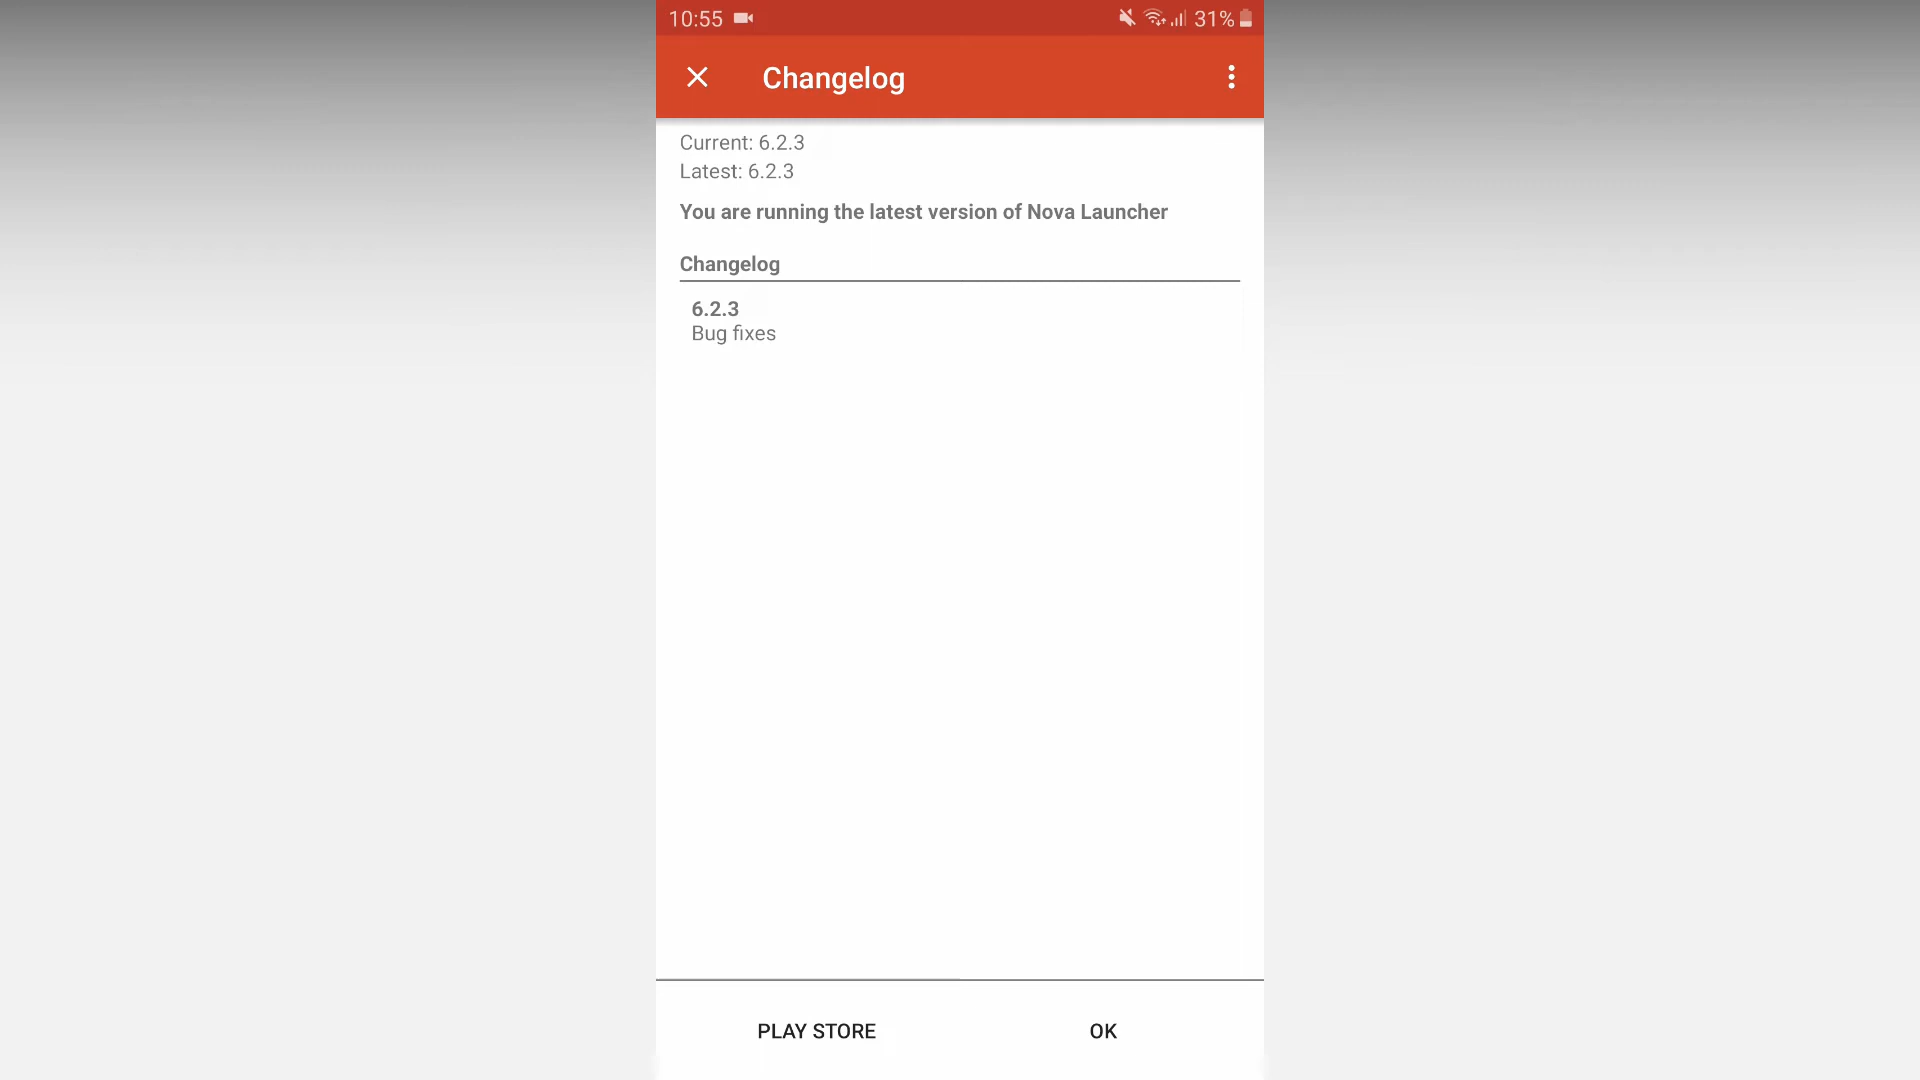 10:55
31%
Changelog
Current: 6.2.3
Latest: 6.2.3
You are running the latest version of Nova Launcher
Changelog
6.2.3
Bug fixes
PLAY STORE
OK